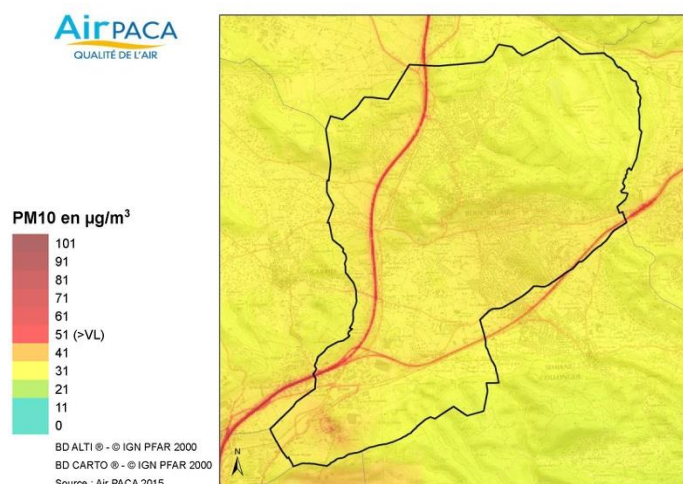 AirPACA
QUALITÉ DE L'AIR
PM10 en µg/m³
101
91
81
71
61
51 (>VL)
41
31
21
11
0
BD ALTI ® - © IGN PFAR 2000
BD CARTO ® - © IGN PFAR 2000
Source : Air PACA 2015
N